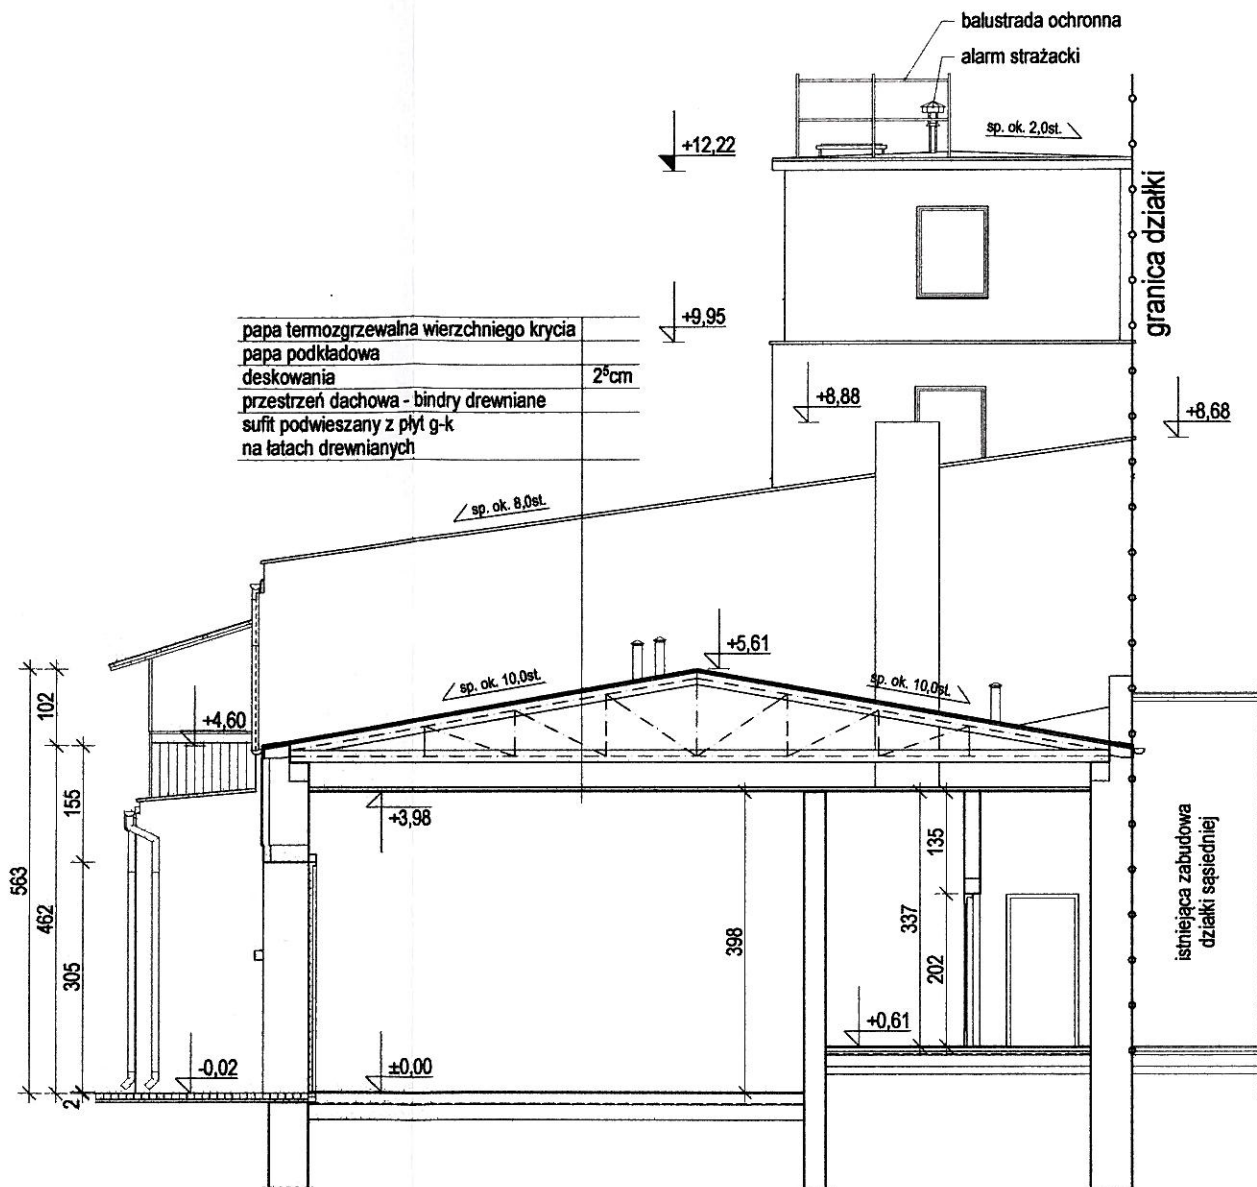 balustrada ochronna
alarm strażacki
sp. ok. 2,0st.
+12,22
granica działki
+9,95
papa termozgrzewalna wierzchniego krycia
papa podkładowa
deskowania 2⁵cm
przestrzeń dachowa - bindry drewniane
sufit podwieszany z płyt g-k
na łatach drewnianych
+8,88
+8,68
sp. ok. 8,0st.
+5,61
sp. ok. 10,0st.
sp. ok. 10,0st.
102
+4,60
155
+3,98
135
563
462
305
398
337
202
istniejąca zabudowa
działki sąsiedniej
+0,61
-0,02
±0,00
2